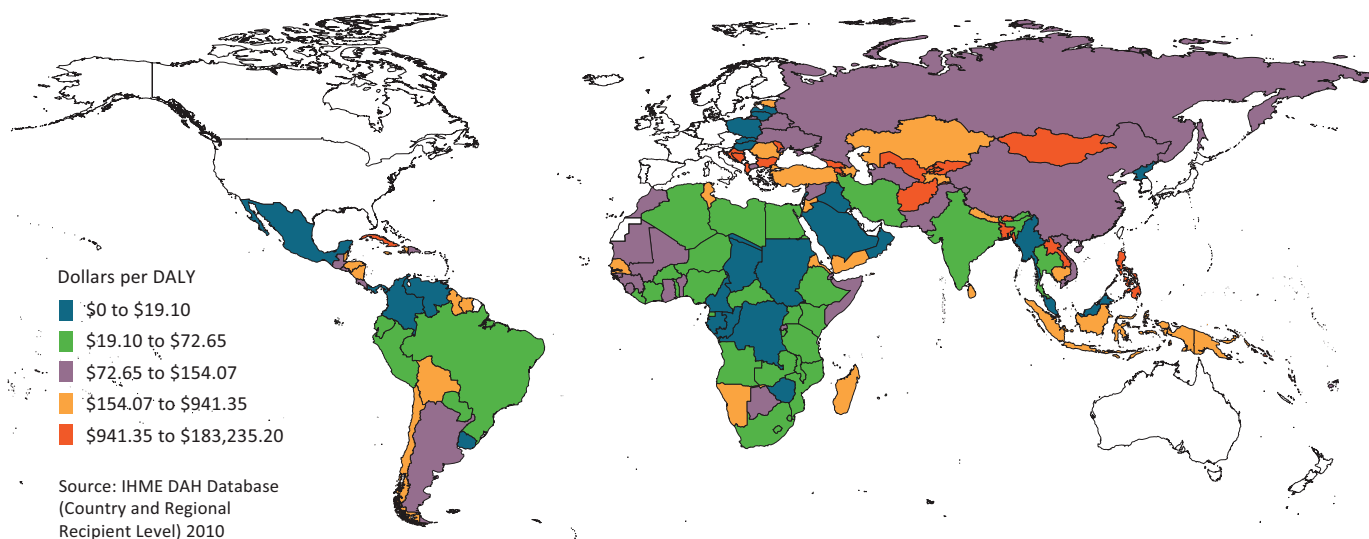 Dollars per DALY
$0 to $19.10
$19.10 to $72.65
$72.65 to $154.07
$154.07 to $941.35
$941.35 to $183,235.20
Source: IHME DAH Database
(Country and Regional
Recipient Level) 2010